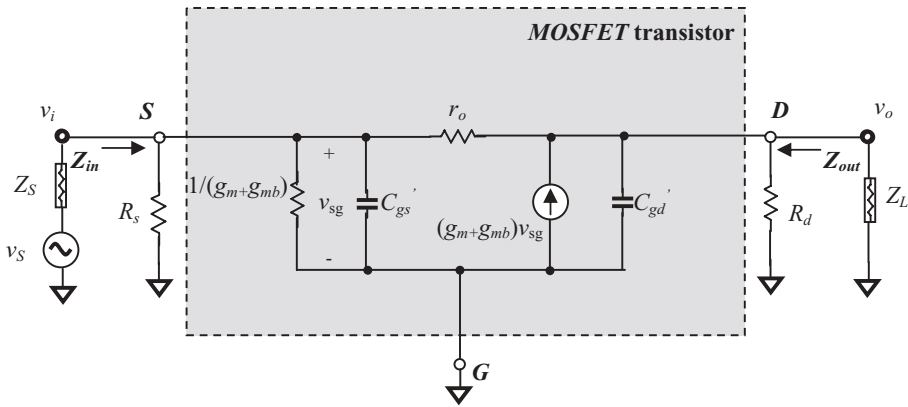 MOSFET transistor
v_i
S
r_o
D
v_o
Z_in
Z_out
Z_S
R_s
1/(g_m+g_mb)
+
v_sg
-
C_gs'
(g_m+g_mb)v_sg
C_gd'
R_d
Z_L
v_S
G